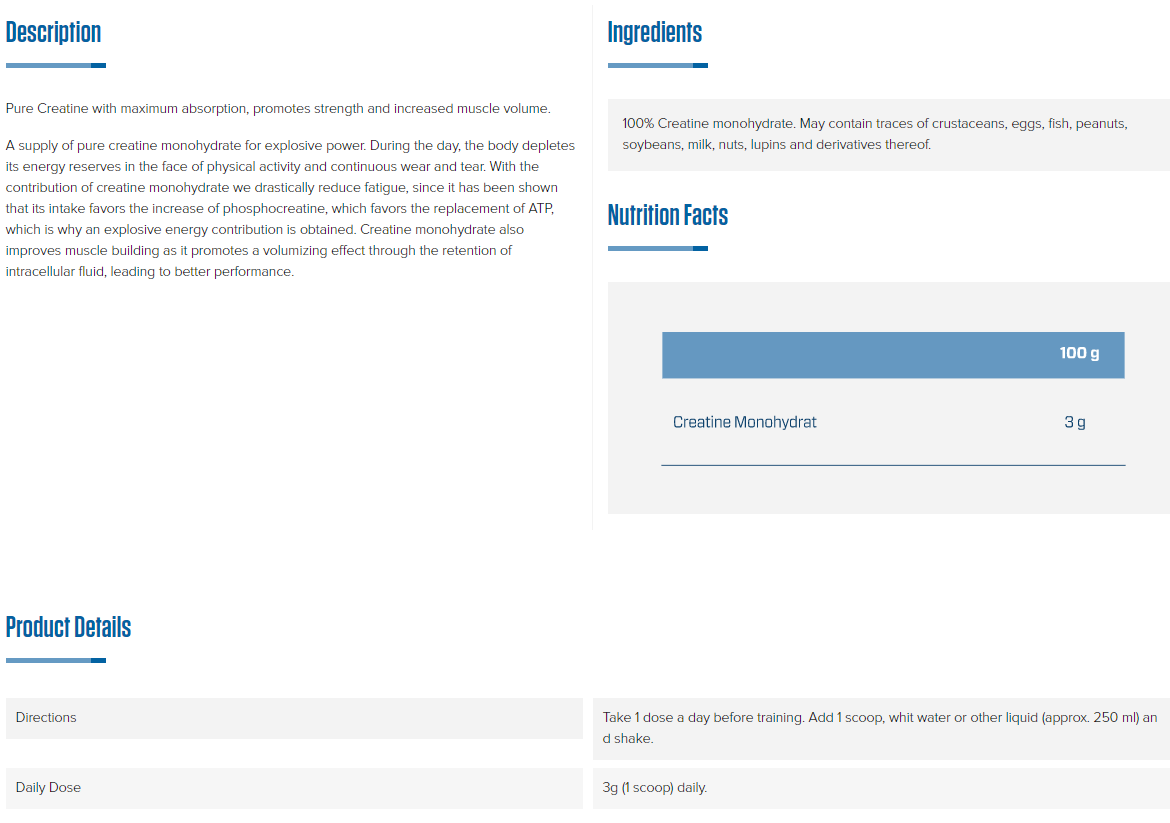 Description
Pure Creatine with maximum absorption, promotes strength and increased muscle volume.
A supply of pure creatine monohydrate for explosive power. During the day, the body depletes
its energy reserves in the face of physical activity and continuous wear and tear. With the
contribution of creatine monohydrate we drastically reduce fatigue, since it has been shown
that its intake favors the increase of phosphocreatine, which favors the replacement of ATP,
which is why an explosive energy contribution is obtained. Creatine monohydrate also
improves muscle building as it promotes a volumizing effect through the retention of
intracellular fluid, leading to better performance.
Ingredients
100% Creatine monohydrate. May contain traces of crustaceans, eggs, fish, peanuts,
soybeans, milk, nuts, lupins and derivatives thereof.
Nutrition Facts
100 g
Creatine Monohydrat 3 g
Product Details
Directions
Take 1 dose a day before training. Add 1 scoop, whit water or other liquid (approx. 250 ml) an
d shake.
Daily Dose
3g (1 scoop) daily.